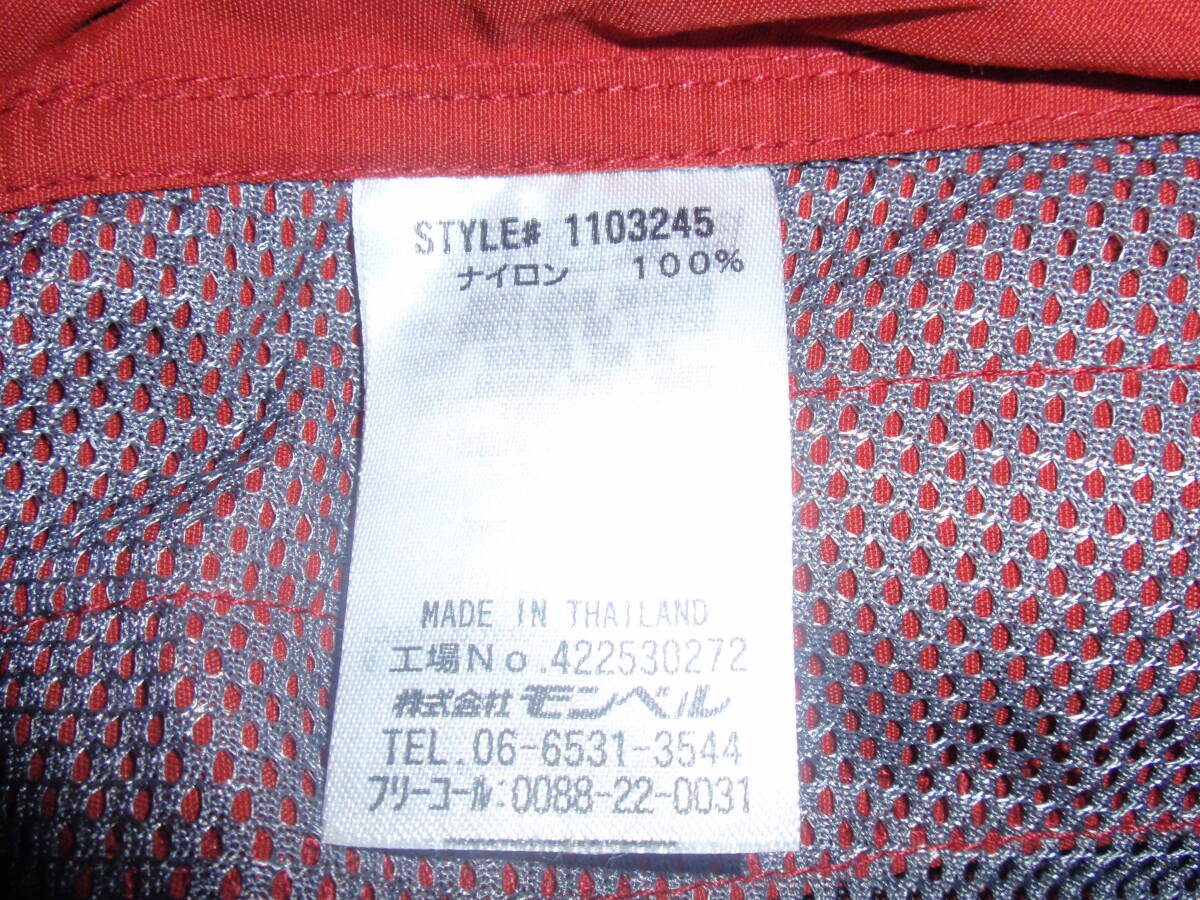 STYLE# 1103245
ナイロン 100%
MADE IN THAILAND
工場No.422530272
株式会社モンベル
TEL.06-6531-3544
フリーコール:0088-22-0031